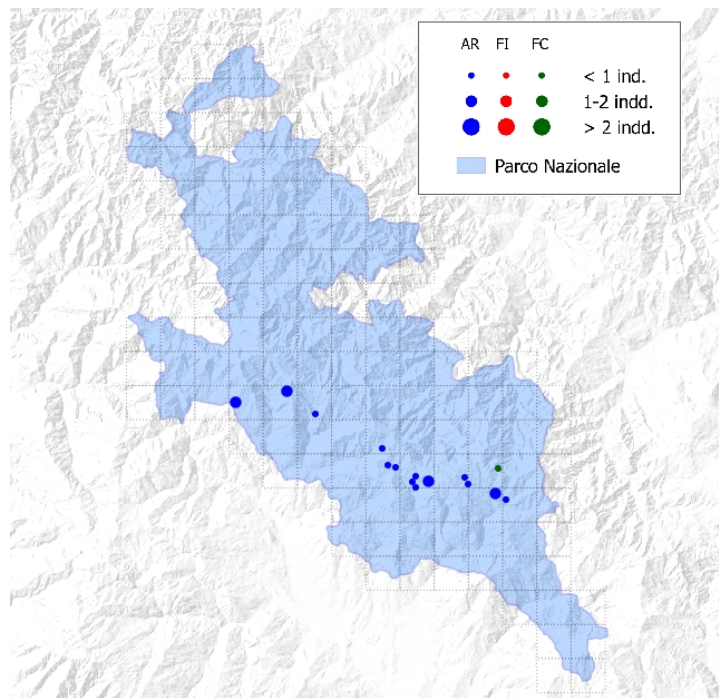 AR FI FC
< 1 ind.
1-2 indd.
> 2 indd.
Parco Nazionale